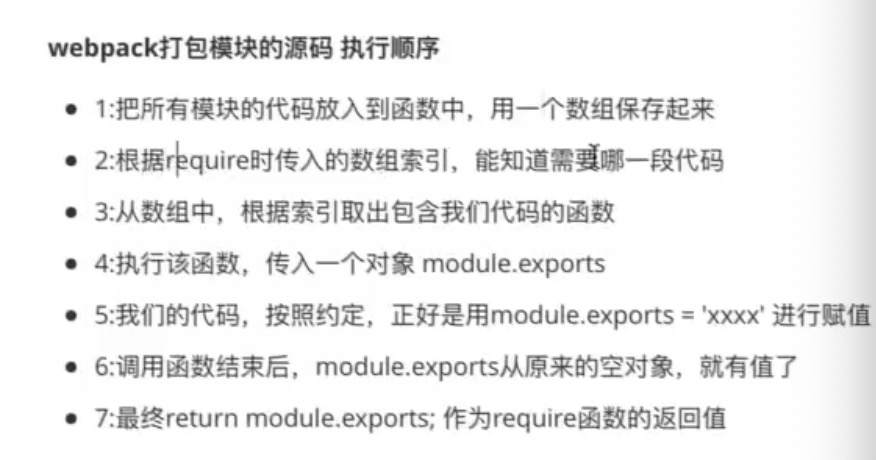 webpack打包模块的源码 执行顺序
1:把所有模块的代码放入到函数中，用一个数组保存起来
2:根据require时传入的数组索引，能知道需要哪一段代码
3:从数组中，根据索引取出包含我们代码的函数
4:执行该函数，传入一个对象 module.exports
5:我们的代码，按照约定，正好是用module.exports = 'xxxx' 进行赋值
6:调用函数结束后，module.exports从原来的空对象，就有值了
7:最终return module.exports; 作为require函数的返回值